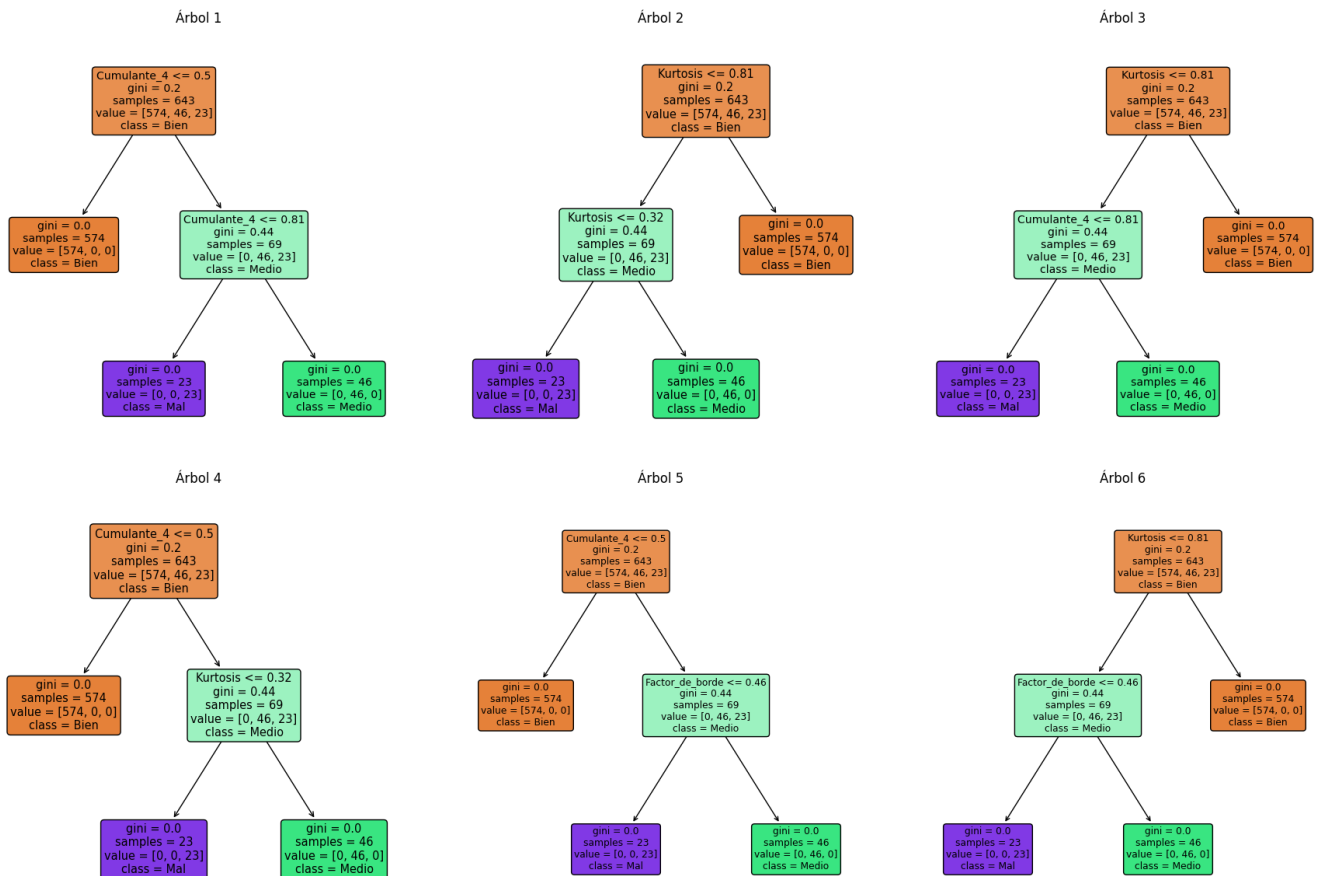 Árbol 1
Cumulante_4 <= 0.5
gini = 0.2
samples = 643
value = [574, 46, 23]
class = Bien
gini = 0.0
samples = 574
value = [574, 0, 0]
class = Bien
Cumulante_4 <= 0.81
gini = 0.44
samples = 69
value = [0, 46, 23]
class = Medio
gini = 0.0
samples = 23
value = [0, 0, 23]
class = Mal
gini = 0.0
samples = 46
value = [0, 46, 0]
class = Medio
Árbol 2
Kurtosis <= 0.81
gini = 0.2
samples = 643
value = [574, 46, 23]
class = Bien
Kurtosis <= 0.32
gini = 0.44
samples = 69
value = [0, 46, 23]
class = Medio
gini = 0.0
samples = 574
value = [574, 0, 0]
class = Bien
gini = 0.0
samples = 23
value = [0, 0, 23]
class = Mal
gini = 0.0
samples = 46
value = [0, 46, 0]
class = Medio
Árbol 3
Kurtosis <= 0.81
gini = 0.2
samples = 643
value = [574, 46, 23]
class = Bien
Cumulante_4 <= 0.81
gini = 0.44
samples = 69
value = [0, 46, 23]
class = Medio
gini = 0.0
samples = 574
value = [574, 0, 0]
class = Bien
gini = 0.0
samples = 23
value = [0, 0, 23]
class = Mal
gini = 0.0
samples = 46
value = [0, 46, 0]
class = Medio
Árbol 4
Cumulante_4 <= 0.5
gini = 0.2
samples = 643
value = [574, 46, 23]
class = Bien
gini = 0.0
samples = 574
value = [574, 0, 0]
class = Bien
Kurtosis <= 0.32
gini = 0.44
samples = 69
value = [0, 46, 23]
class = Medio
gini = 0.0
samples = 23
value = [0, 0, 23]
class = Mal
gini = 0.0
samples = 46
value = [0, 46, 0]
class = Medio
Árbol 5
Cumulante_4 <= 0.5
gini = 0.2
samples = 643
value = [574, 46, 23]
class = Bien
gini = 0.0
samples = 574
value = [574, 0, 0]
class = Bien
Factor_de_borde <= 0.46
gini = 0.44
samples = 69
value = [0, 46, 23]
class = Medio
gini = 0.0
samples = 23
value = [0, 0, 23]
class = Mal
gini = 0.0
samples = 46
value = [0, 46, 0]
class = Medio
Árbol 6
Kurtosis <= 0.81
gini = 0.2
samples = 643
value = [574, 46, 23]
class = Bien
Factor_de_borde <= 0.46
gini = 0.44
samples = 69
value = [0, 46, 23]
class = Medio
gini = 0.0
samples = 574
value = [574, 0, 0]
class = Bien
gini = 0.0
samples = 23
value = [0, 0, 23]
class = Mal
gini = 0.0
samples = 46
value = [0, 46, 0]
class = Medio